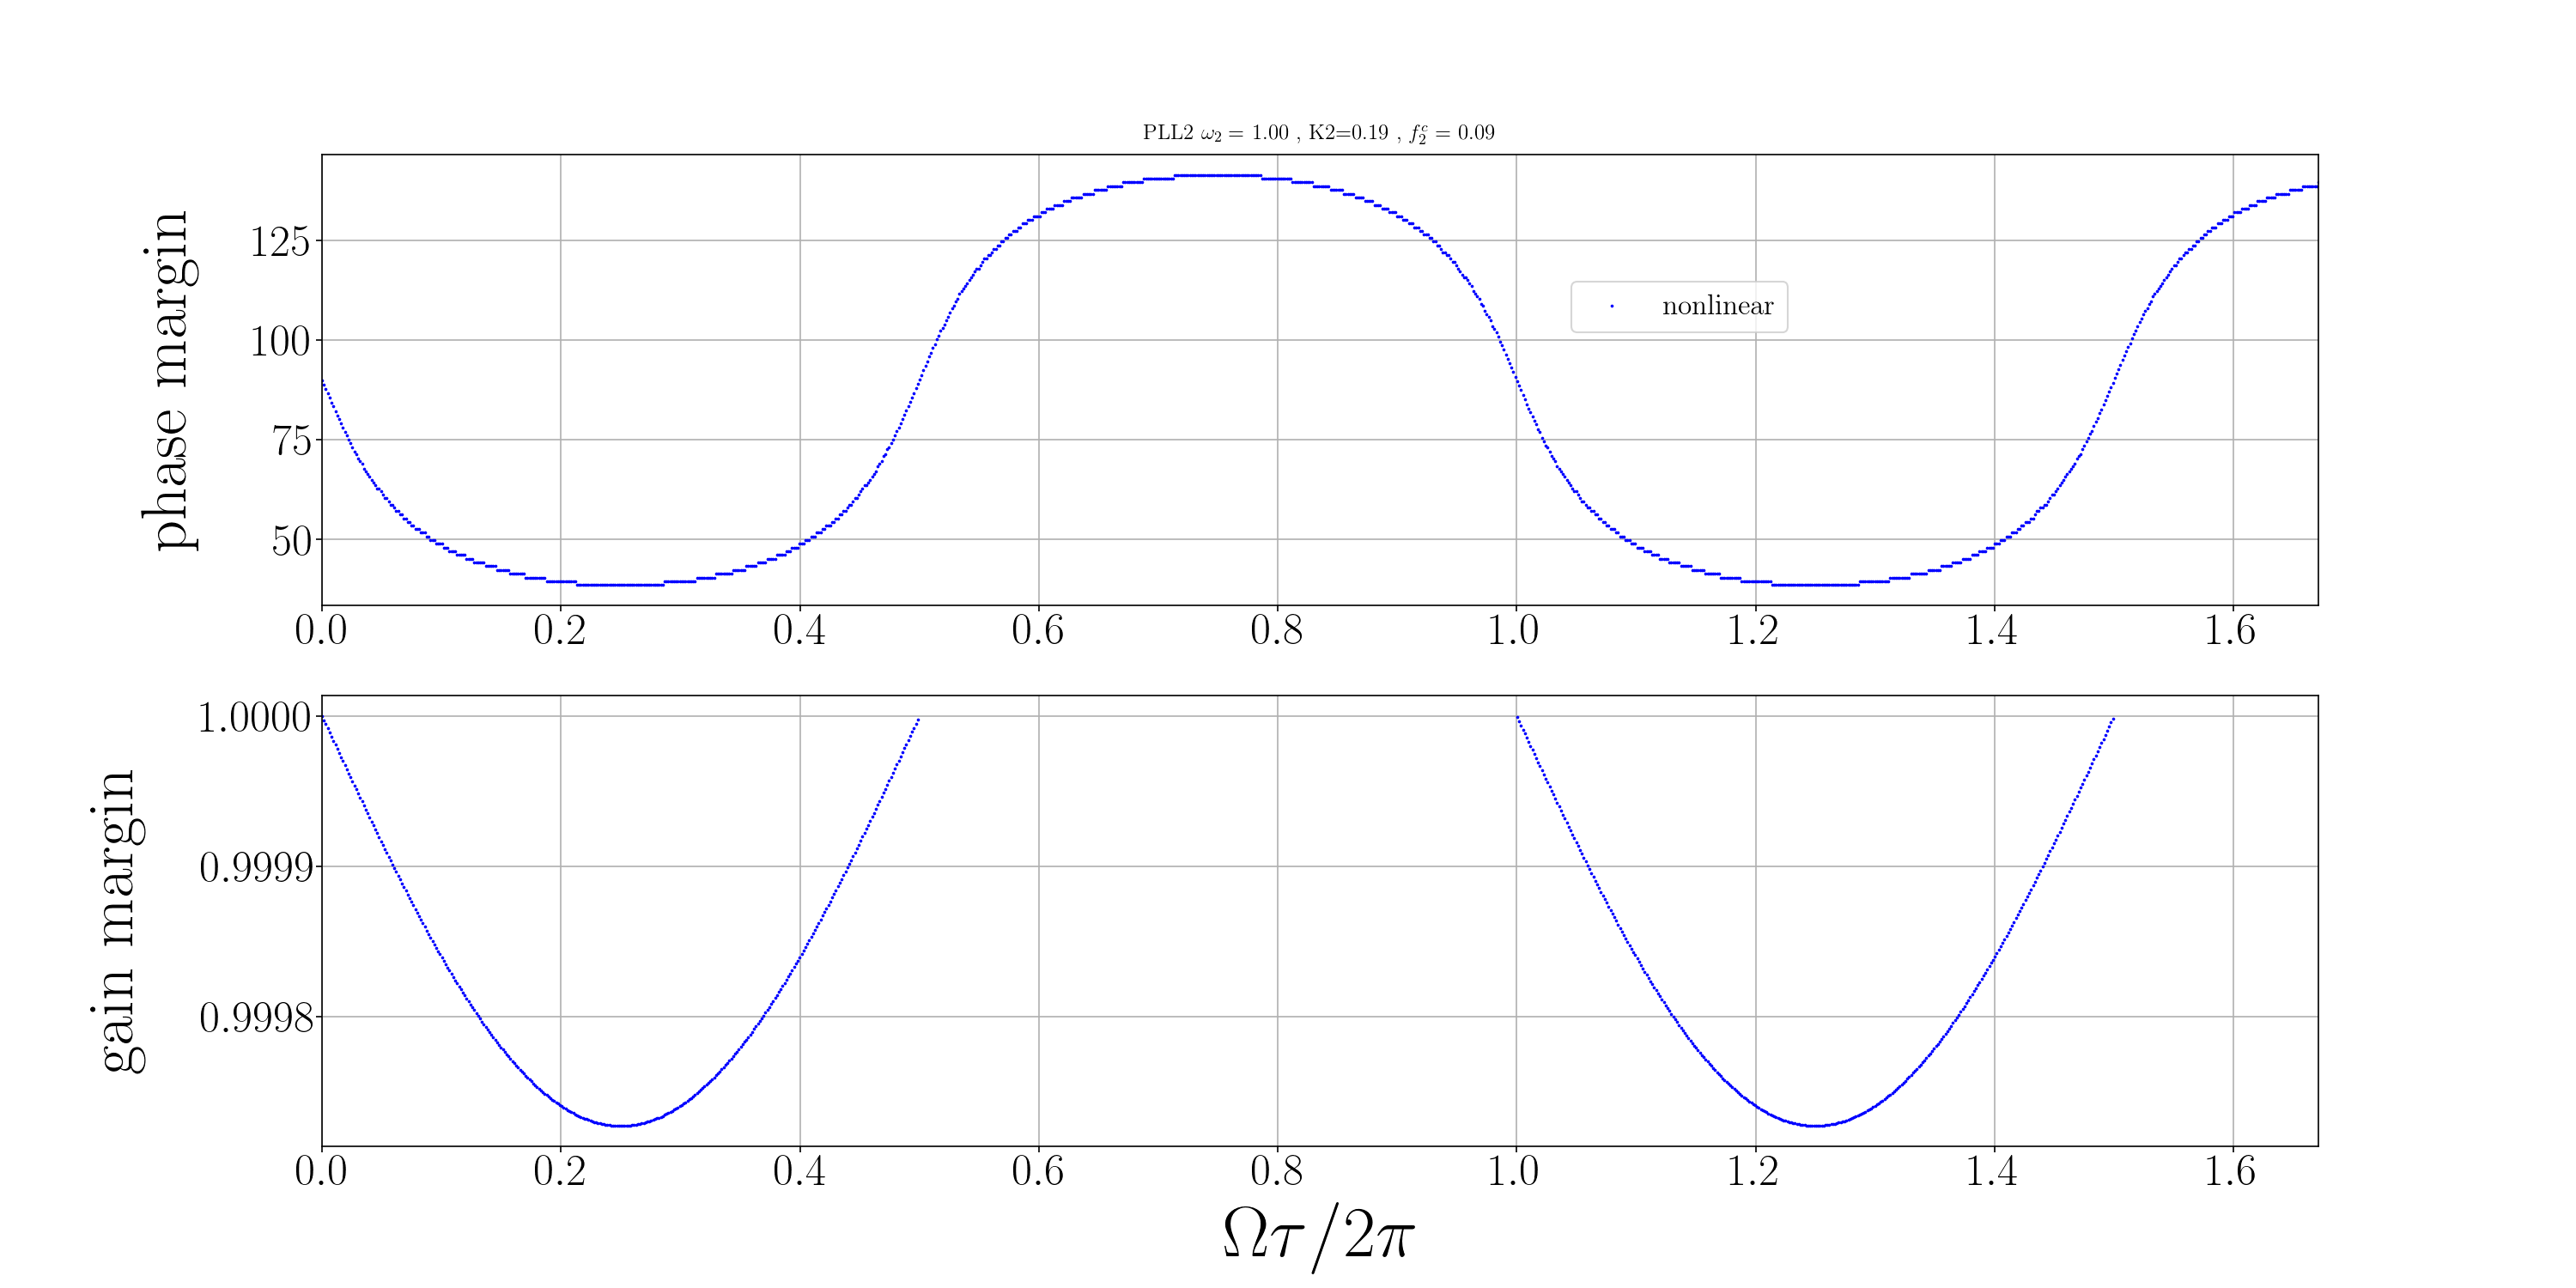 PLL2 ω₂ = 1.00 , K2=0.19 , f₂ᶜ = 0.09
phase margin
125
100
75
50
nonlinear
0.0 0.2 0.4 0.6 0.8 1.0 1.2 1.4 1.6
gain margin
1.0000
0.9999
0.9998
0.0 0.2 0.4 0.6 0.8 1.0 1.2 1.4 1.6
Ωτ/2π